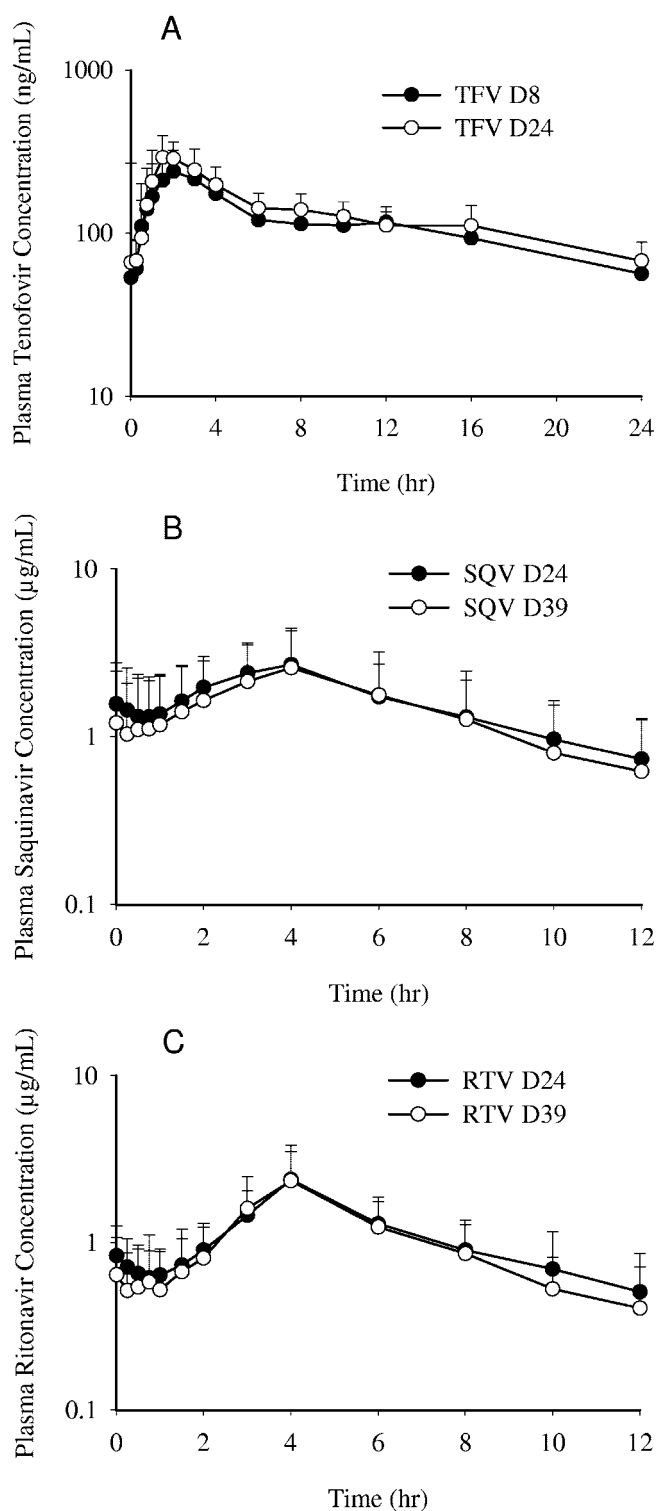 A
Plasma Tenofovir Concentration (ng/mL)
1000
100
10
TFV D8
TFV D24
0 4 8 12 16 20 24
Time (hr)
B
Plasma Saquinavir Concentration (µg/mL)
10
1
0.1
SQV D24
SQV D39
0 2 4 6 8 10 12
Time (hr)
C
Plasma Ritonavir Concentration (µg/mL)
10
1
0.1
RTV D24
RTV D39
0 2 4 6 8 10 12
Time (hr)